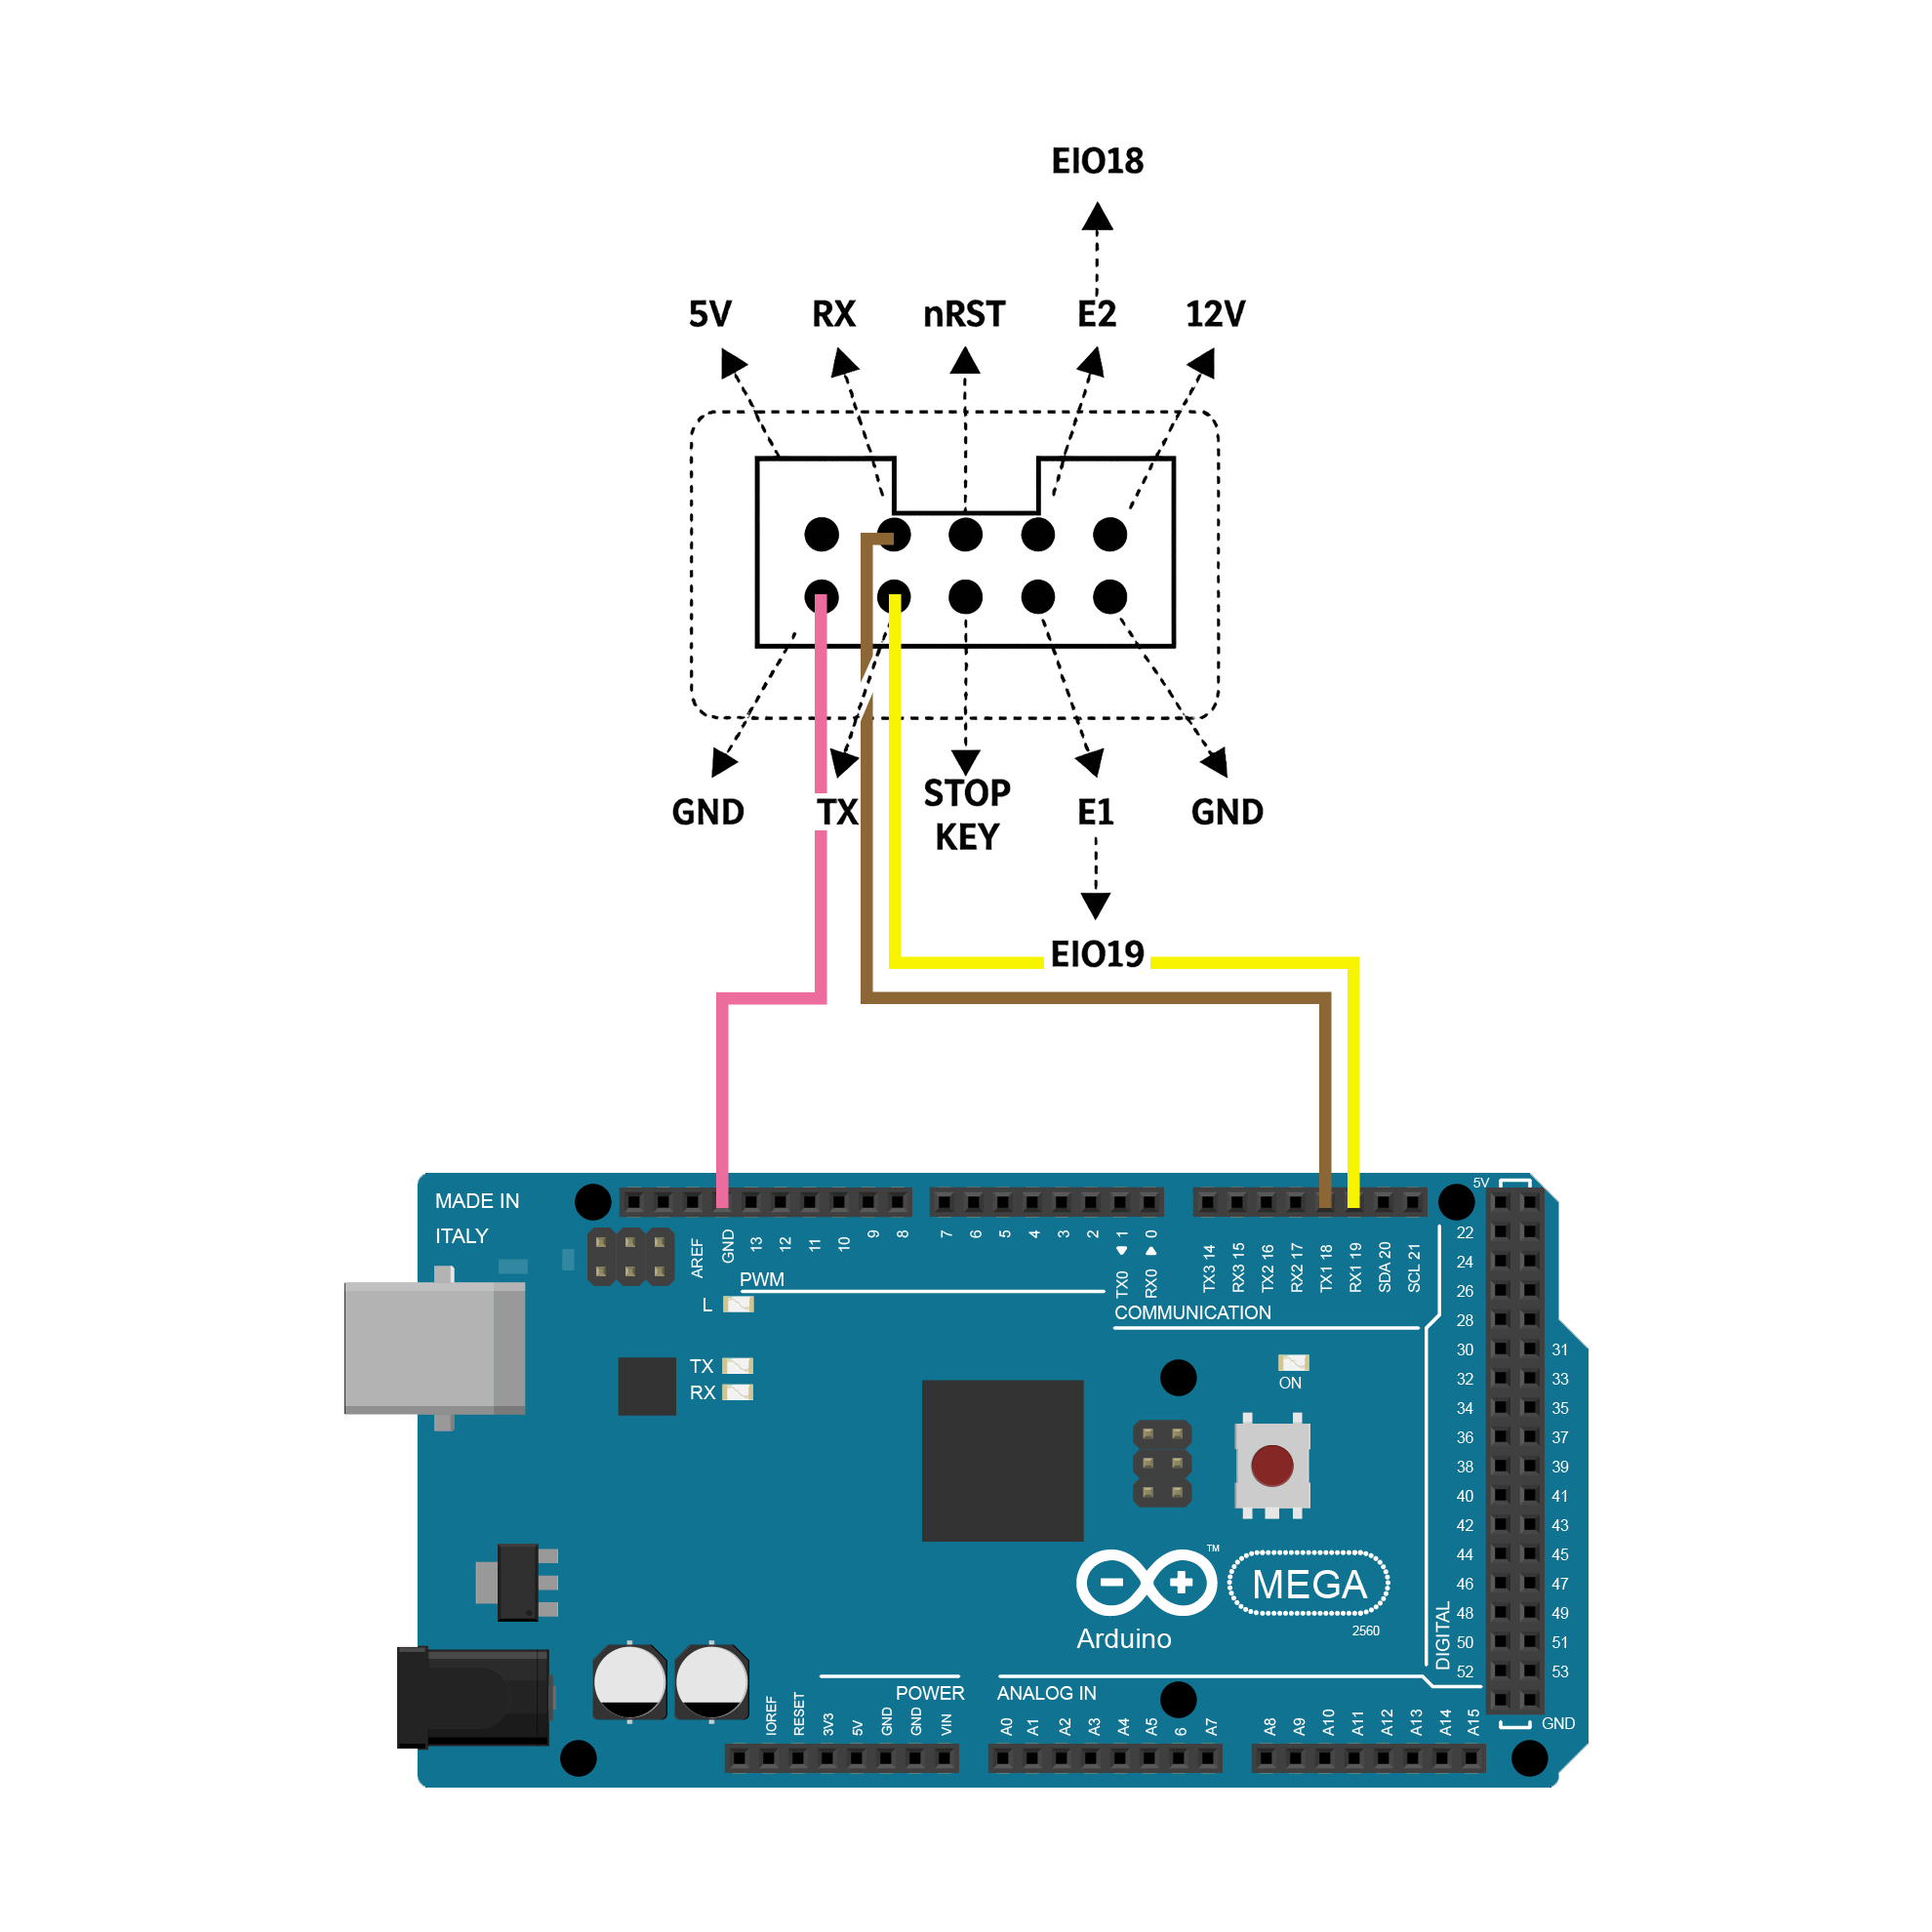 EIO18
5V RX nRST E2 12V
GND TX STOP KEY E1 GND
EIO19
MADE IN
ITALY
AREF GND 13 12 11 10 9 8 7 6 5 4 3 2 1 0
TX0 RX0
TX3 14 RX3 15 TX2 16 RX2 17 TX1 18 RX1 19 SDA 20 SCL 21
PWM
COMMUNICATION
L
TX
RX
ON
5V
22
24
26
28
30 31
32 33
34 35
36 37
38 39
40 41
42 43
44 45
46 47
48 49
50 51
52 53
GND
DIGITAL
TM
MEGA
2560
Arduino
POWER
ANALOG IN
IOREF RESET 3V3 5V GND GND VIN
A0 A1 A2 A3 A4 A5 6 A7
A8 A9 A10 A11 A12 A13 A14 A15